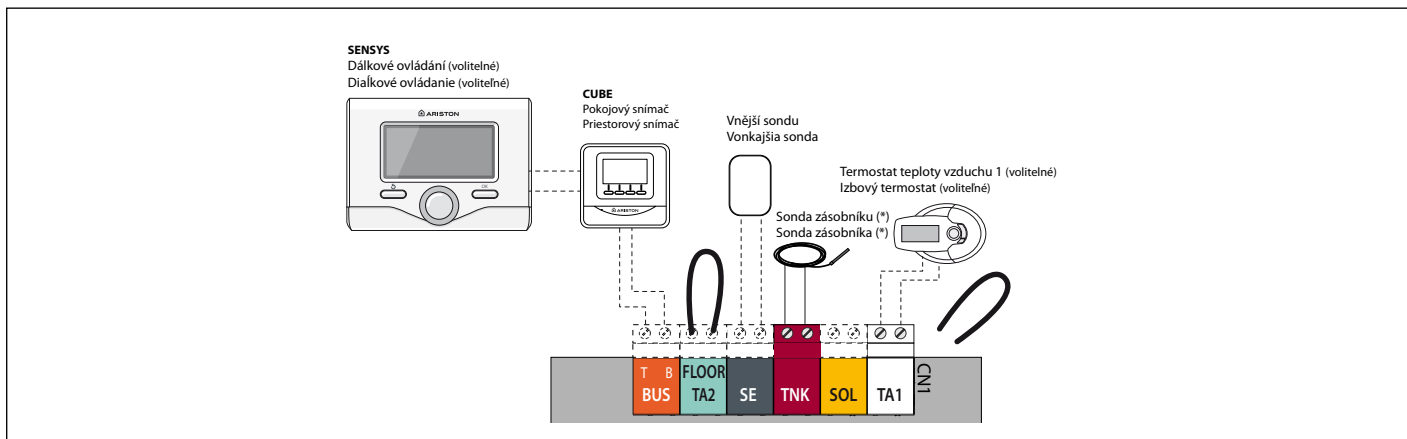 SENSYS
Dálkové ovládání (volitelné)
Diaľkové ovládanie (voliteľné)
ARISTON
OK
CUBE
Pokojový snímač
Priestorový snímač
ARISTON
Vnější sondu
Vonkajšia sonda
Termostat teploty vzduchu 1 (volitelné)
Izbový termostat (voliteľné)
Sonda zásobníku (*)
Sonda zásobníka (*)
T B
BUS
FLOOR
TA2
SE
TNK
SOL
TA1
CN1